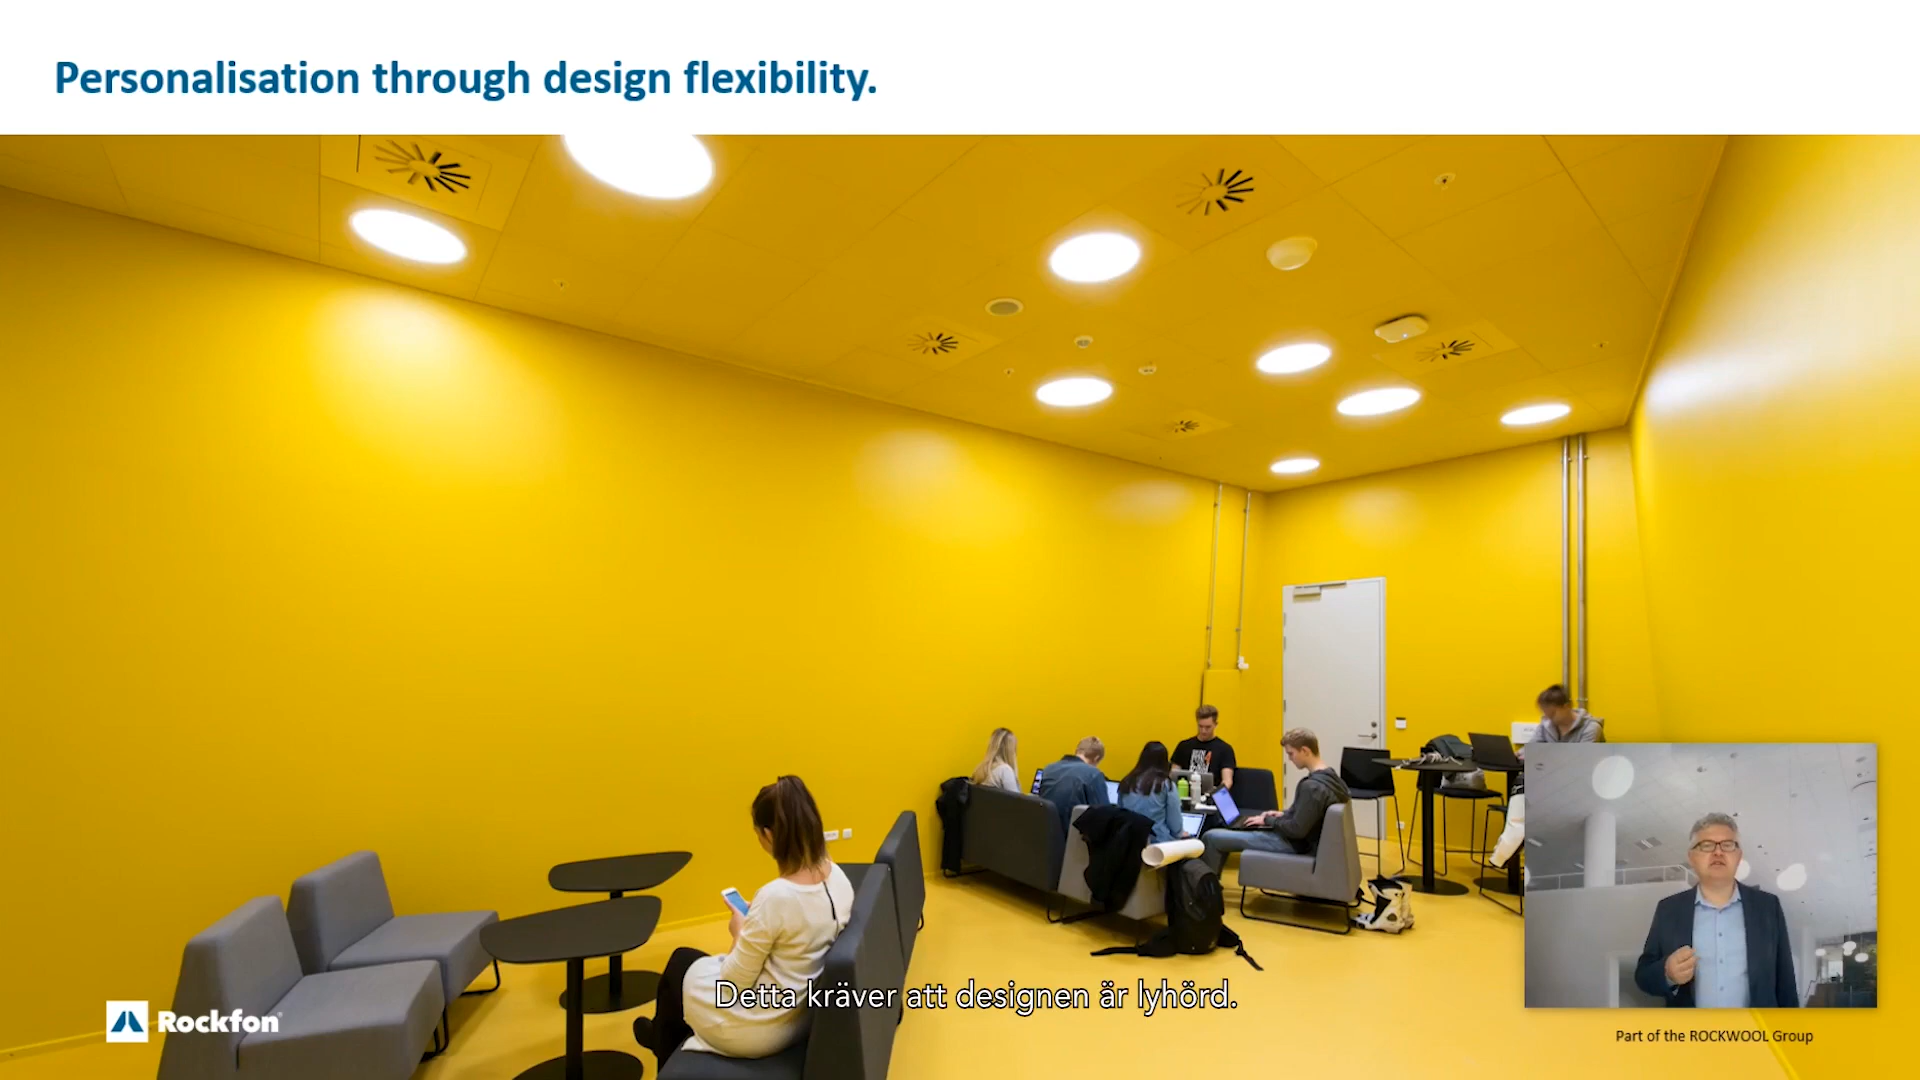 Personalisation through design flexibility.
Detta kräver att designen är lyhörd.
Rockfon
Part of the ROCKWOOL Group